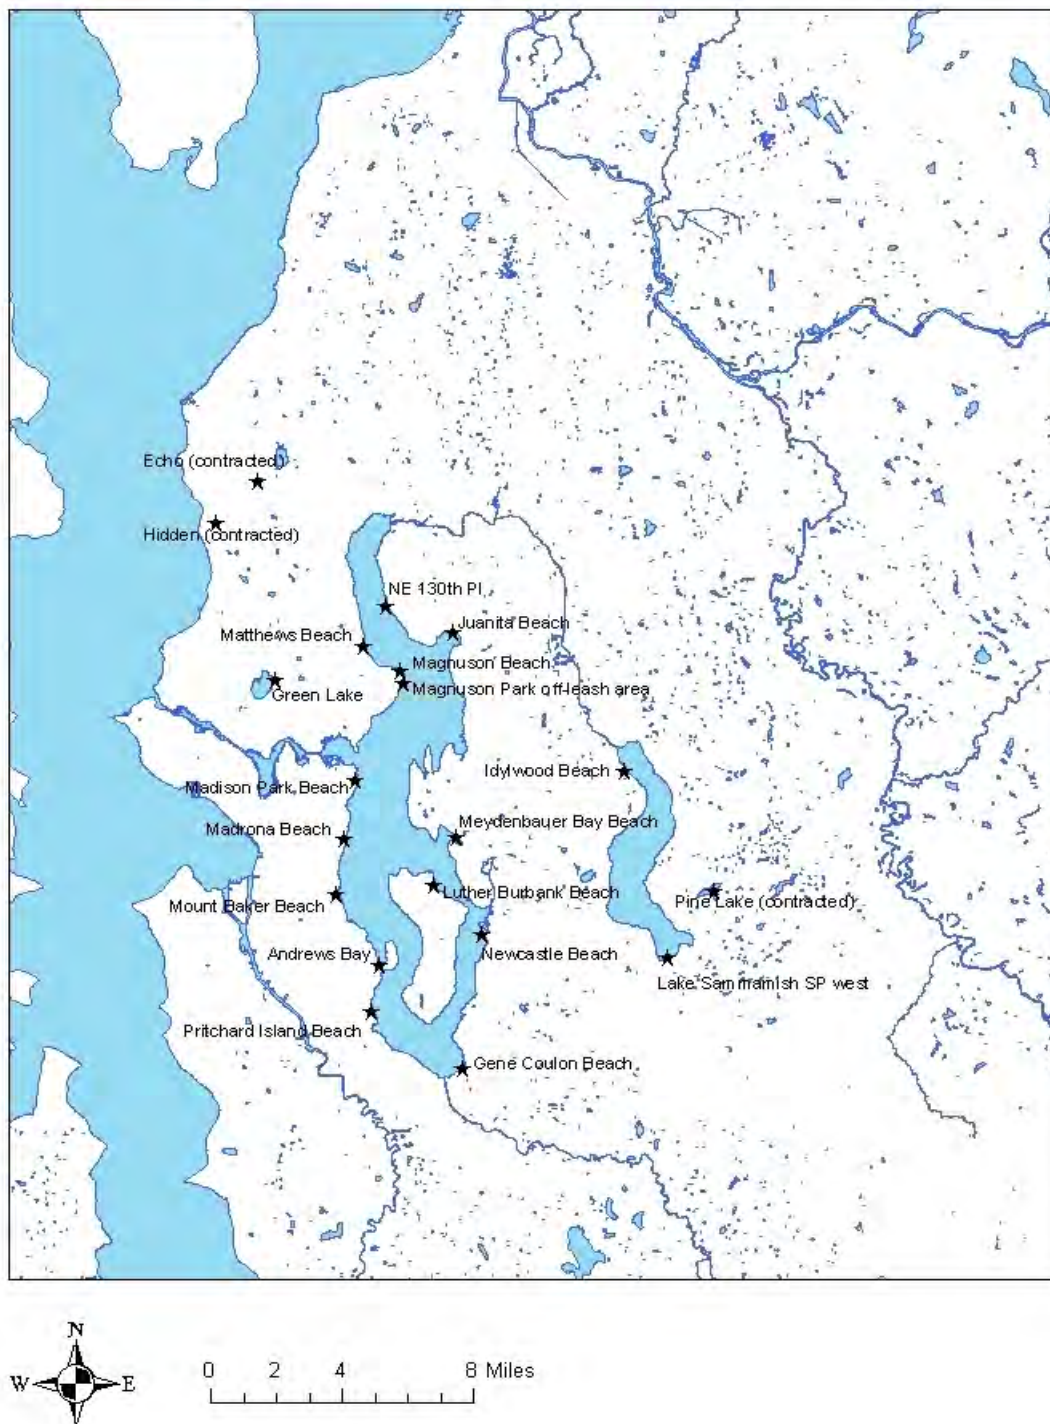 Echo (contracted)
Hidden (contracted)
NE 130th Pl
Juanita Beach
Matthews Beach
Magnuson Beach
Magnuson Park off-leash area
Green Lake
Idylwood Beach
Madison Park Beach
Meydenbauer Bay Beach
Madrona Beach
Luther Burbank Beach
Pine Lake (contracted)
Mount Baker Beach
Andrews Bay
Newcastle Beach
Lake Sammamish SP west
Pritchard Island Beach
Gene Coulon Beach
N
W E
S
0 2 4 8 Miles